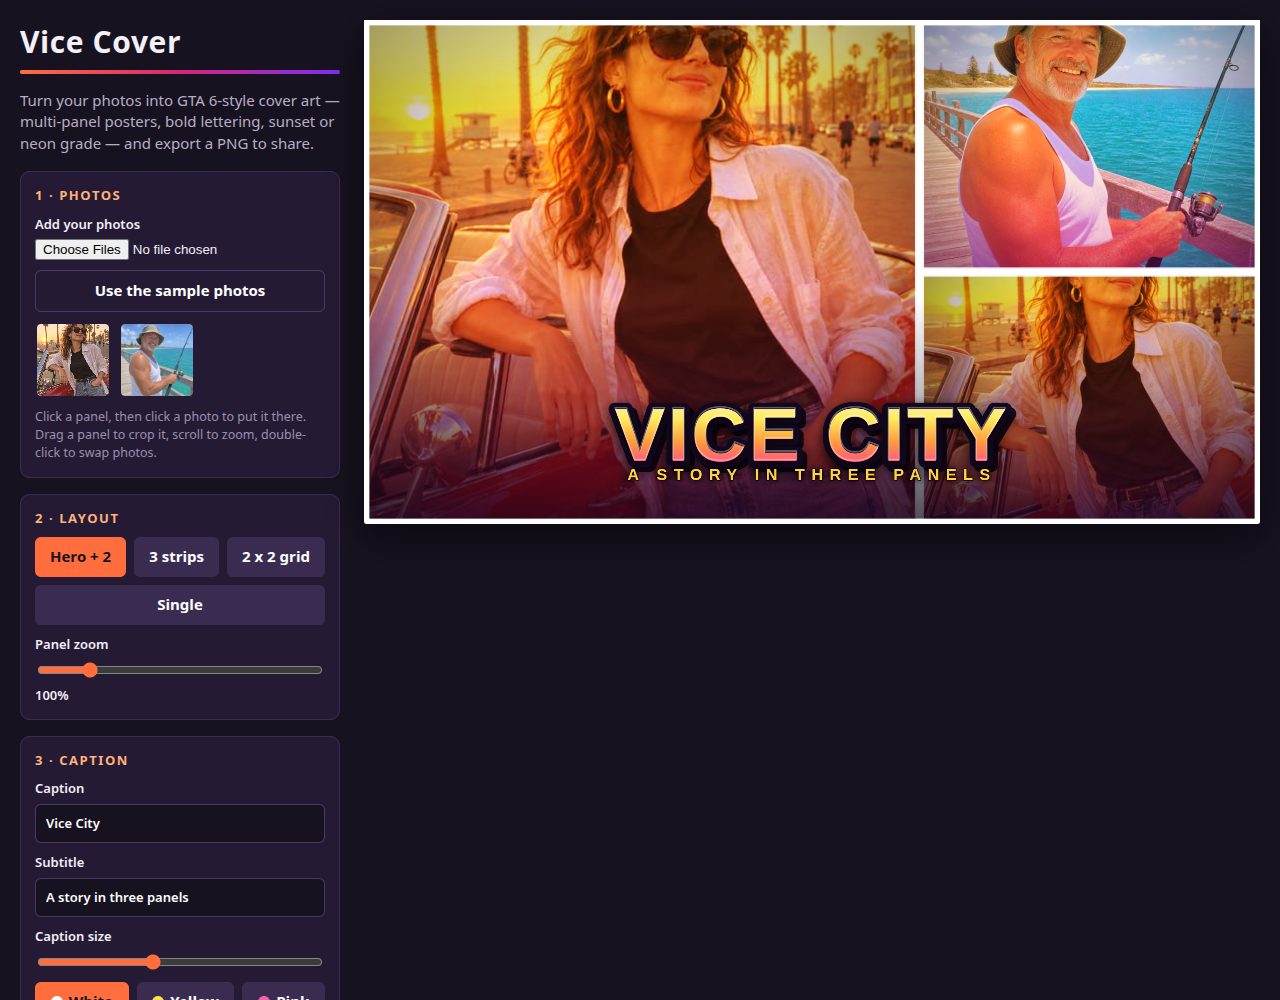 Vice Cover
Turn your photos into GTA 6-style cover art —
multi-panel posters, bold lettering, sunset or
neon grade — and export a PNG to share.
1 · PHOTOS
Add your photos
Choose Files No file chosen
Use the sample photos
Click a panel, then click a photo to put it there.
Drag a panel to crop it, scroll to zoom, double-
click to swap photos.
2 · LAYOUT
Hero + 2
3 strips
2 x 2 grid
Single
Panel zoom
100%
3 · CAPTION
Caption
Vice City
Subtitle
A story in three panels
Caption size
White
Yellow
Pink
VICE CITY
A STORY IN THREE PANELS